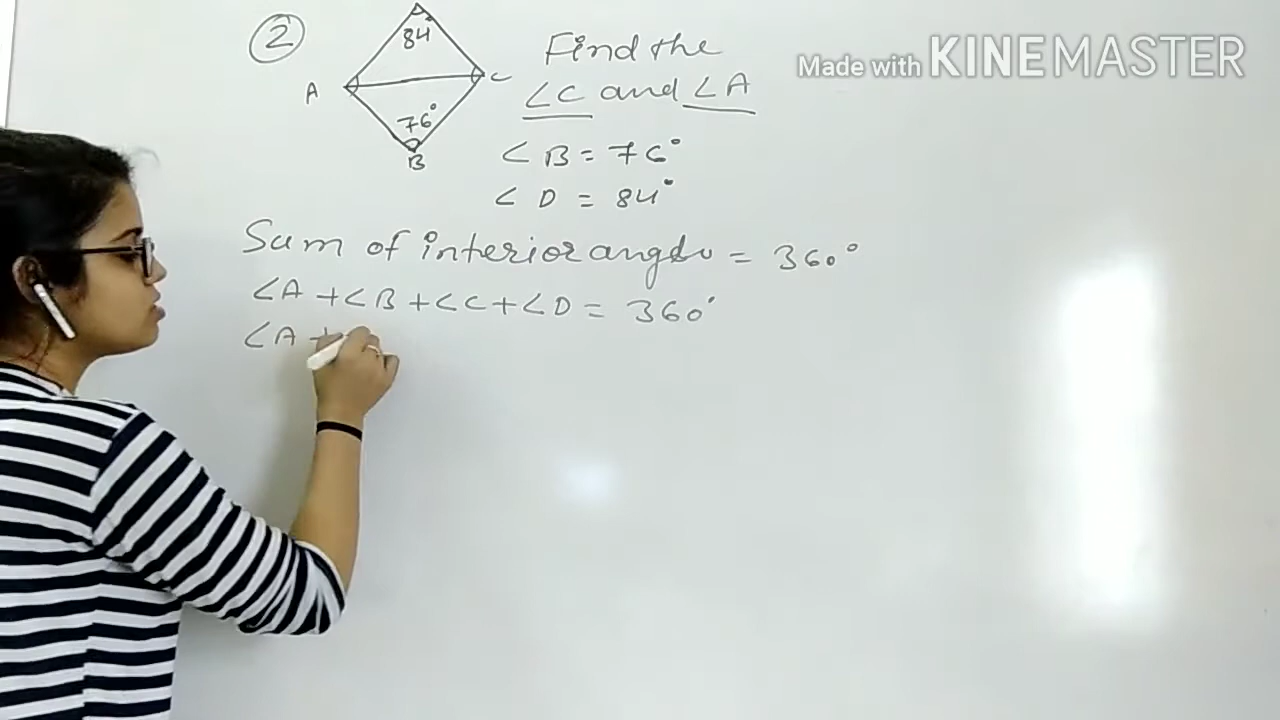 2
84
Find the
A
C
∠C and ∠A
76°
∠B = 76°
B
∠D = 84°
Sum of interior angles = 360°
∠A + ∠B + ∠C + ∠D = 360°
∠A +
Made with KINEMASTER